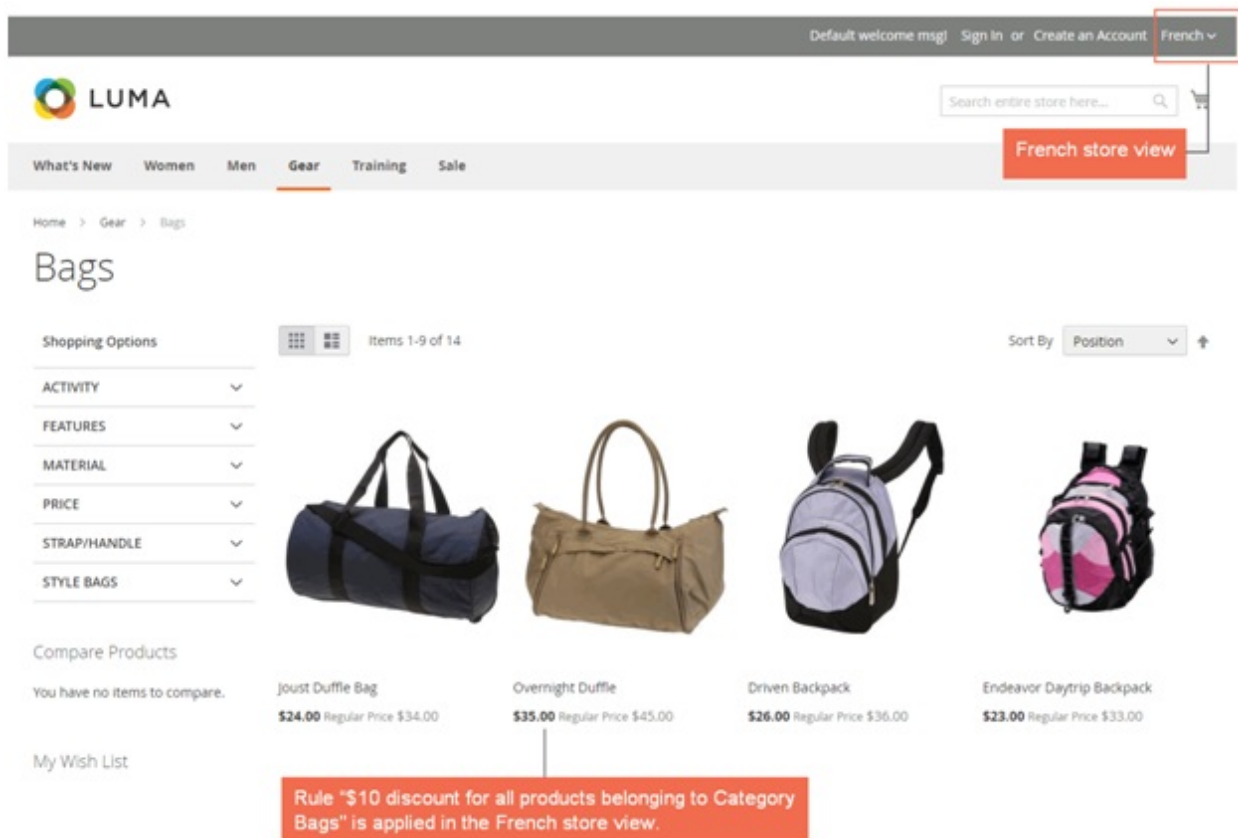 Default welcome msg! Sign In or Create an Account French
LUMA
Search entire store here...
French store view
What's New Women Men Gear Training Sale
Home > Gear > Bags
Bags
Shopping Options
Items 1-9 of 14
Sort By Position
ACTIVITY
FEATURES
MATERIAL
PRICE
STRAP/HANDLE
STYLE BAGS
Compare Products
You have no items to compare.
My Wish List
Joust Duffle Bag
$24.00 Regular Price $34.00
Overnight Duffle
$35.00 Regular Price $45.00
Driven Backpack
$26.00 Regular Price $36.00
Endeavor Daytrip Backpack
$23.00 Regular Price $33.00
Rule "$10 discount for all products belonging to Category
Bags" is applied in the French store view.